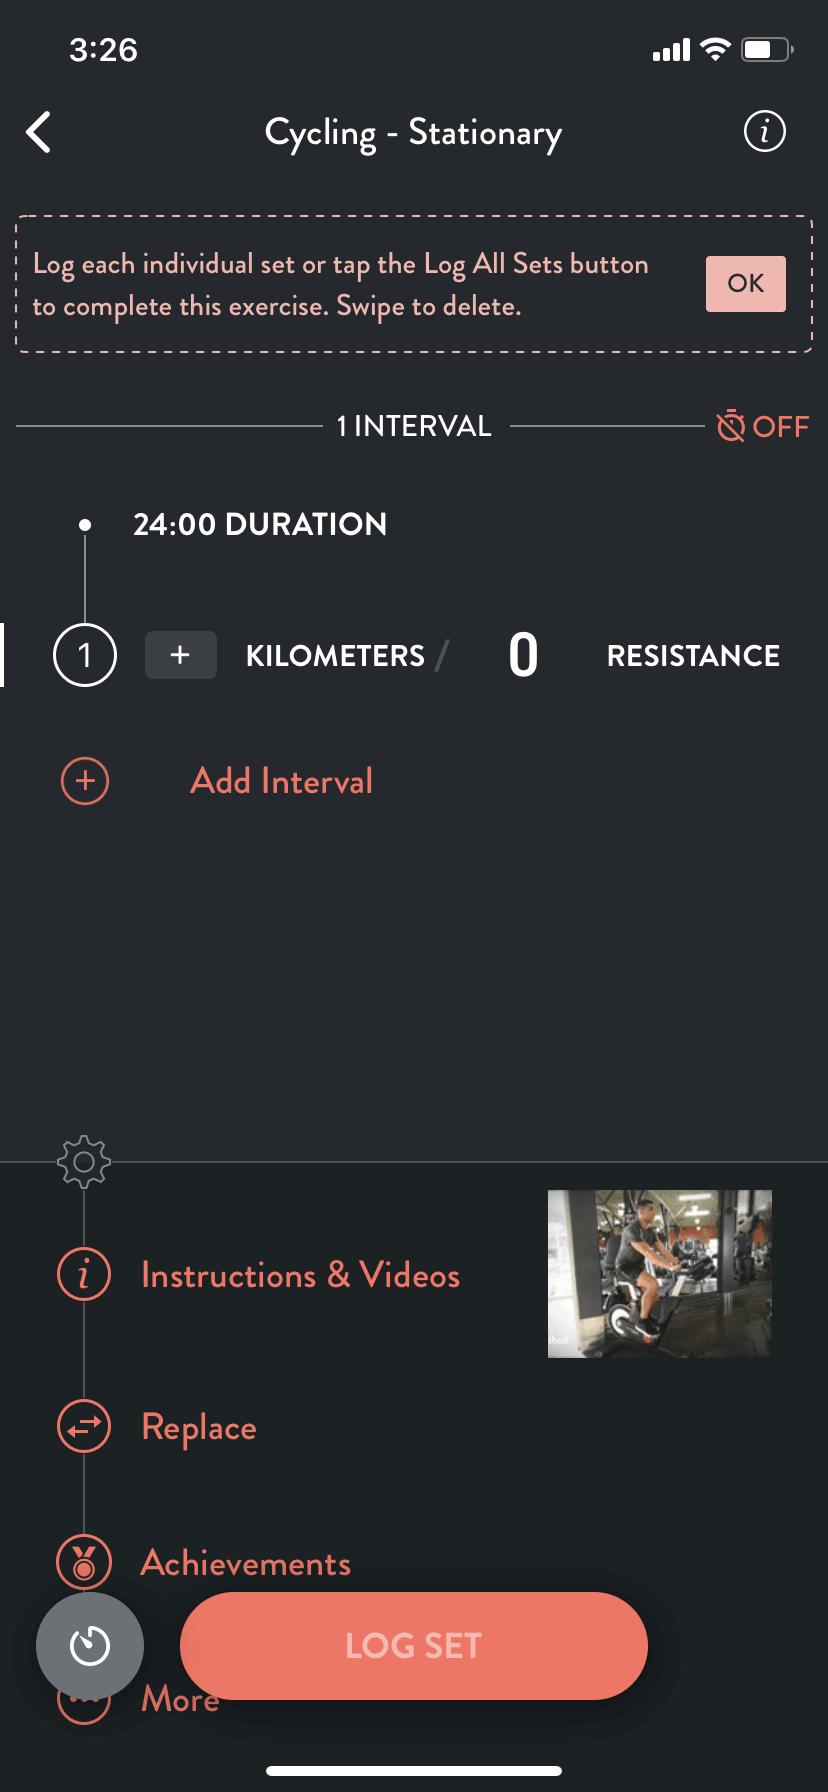 3:26
Cycling - Stationary
Log each individual set or tap the Log All Sets button
to complete this exercise. Swipe to delete.
OK
1 INTERVAL
OFF
24:00 DURATION
1 + KILOMETERS / 0 RESISTANCE
+ Add Interval
i Instructions & Videos
Replace
Achievements
LOG SET
More